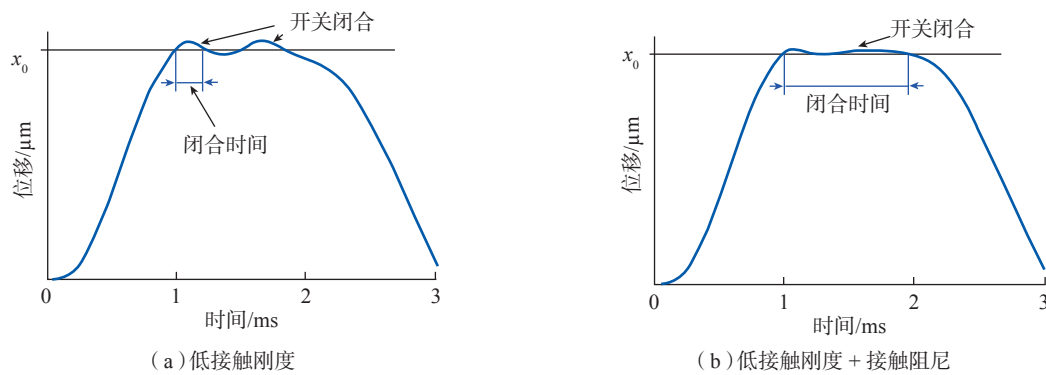 开关闭合
x0
闭合时间
位移/μm
0
1
2
3
时间/ms
(a)低接触刚度
开关闭合
x0
闭合时间
位移/μm
0
1
2
3
时间/ms
(b)低接触刚度 + 接触阻尼